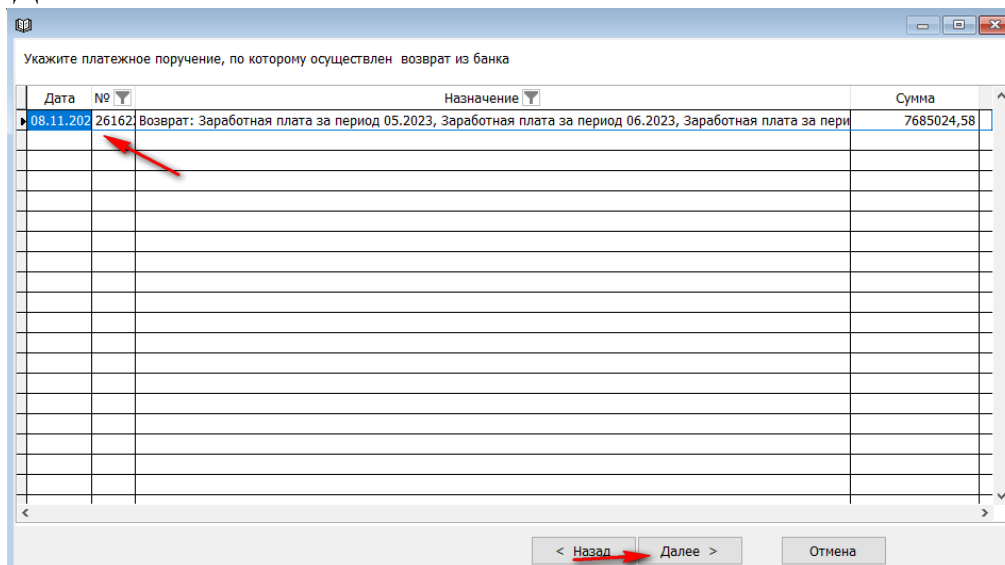 Укажите платежное поручение, по которому осуществлен возврат из банка
Дата № Назначение Сумма
08.11.202 26162 Возврат: Заработная плата за период 05.2023, Заработная плата за период 06.2023, Заработная плата за пери 7685024,58
< Назад Далее > Отмена